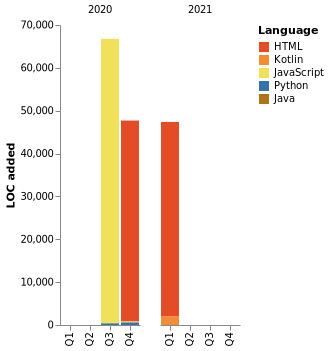 2020 2021
Language
HTML
Kotlin
JavaScript
Python
Java
LOC added
70,000
60,000
50,000
40,000
30,000
20,000
10,000
0
Q1 Q2 Q3 Q4 Q1 Q2 Q3 Q4